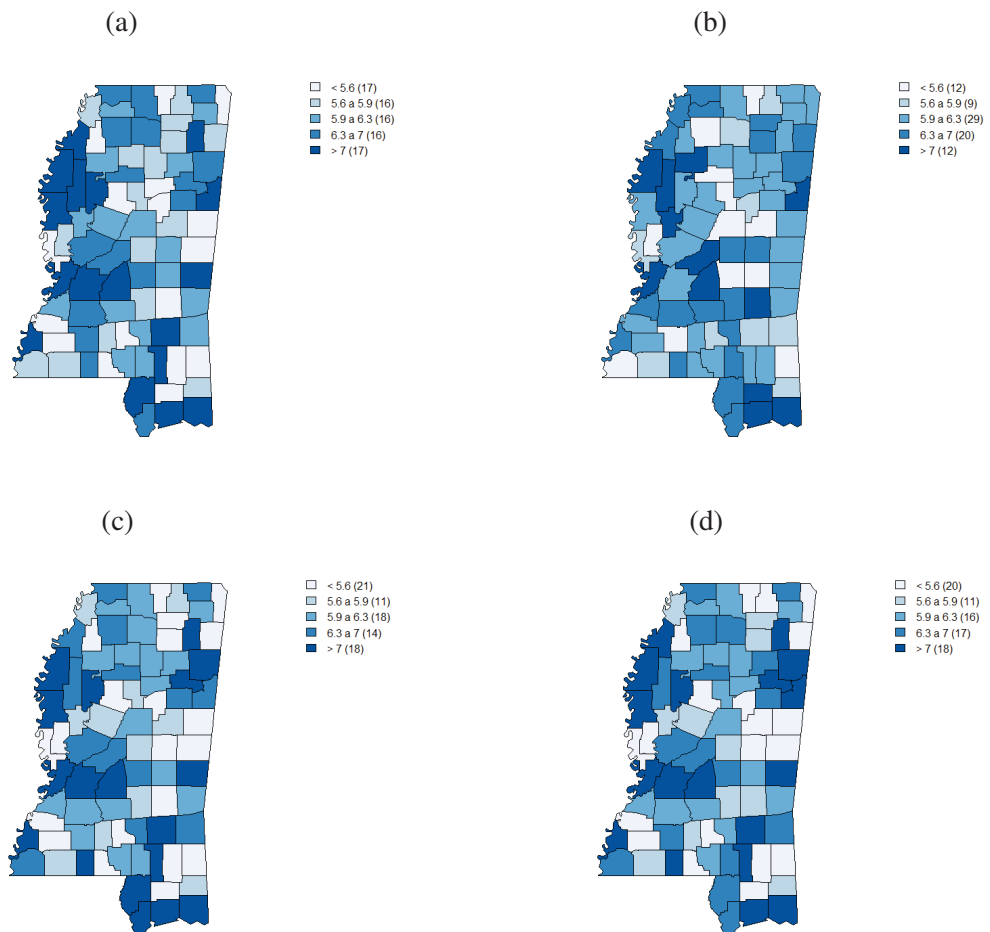 (a)
< 5.6 (17)
5.6 a 5.9 (16)
5.9 a 6.3 (16)
6.3 a 7 (16)
> 7 (17)
(b)
< 5.6 (12)
5.6 a 5.9 (9)
5.9 a 6.3 (29)
6.3 a 7 (20)
> 7 (12)
(c)
< 5.6 (21)
5.6 a 5.9 (11)
5.9 a 6.3 (18)
6.3 a 7 (14)
> 7 (18)
(d)
< 5.6 (20)
5.6 a 5.9 (11)
5.9 a 6.3 (16)
6.3 a 7 (17)
> 7 (18)